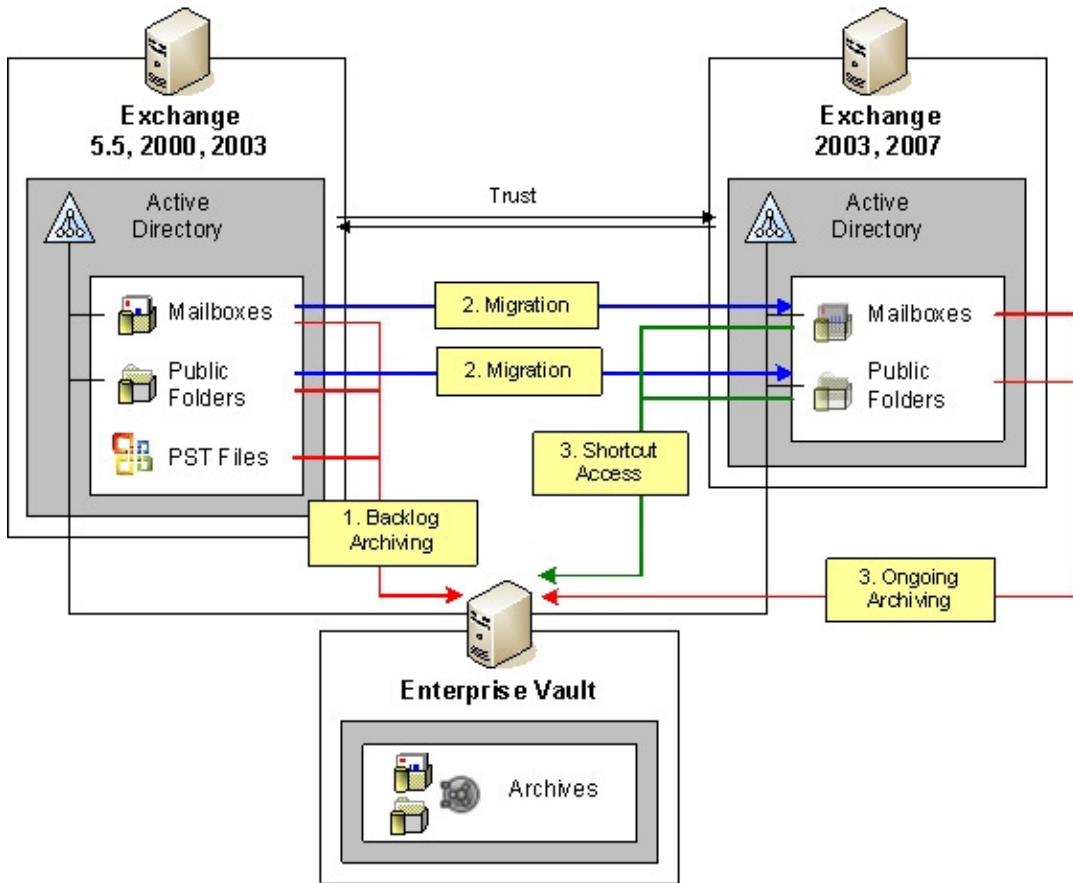 Exchange
5.5, 2000, 2003
Exchange
2003, 2007
Active
Directory
Trust
Active
Directory
Mailboxes
2. Migration
Mailboxes
Public
Folders
2. Migration
Public
Folders
PST Files
3. Shortcut
Access
1. Backlog
Archiving
3. Ongoing
Archiving
Enterprise Vault
Archives